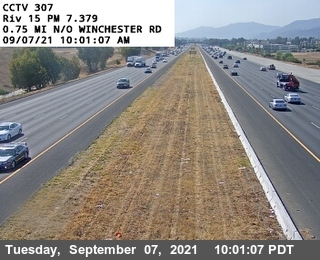 CCTV 307
Riv 15 PM 7.379
0.75 MI N/O WINCHESTER RD
09/07/21 10:01:07 AM
Tuesday, September 07, 2021 10:01:07 PDT